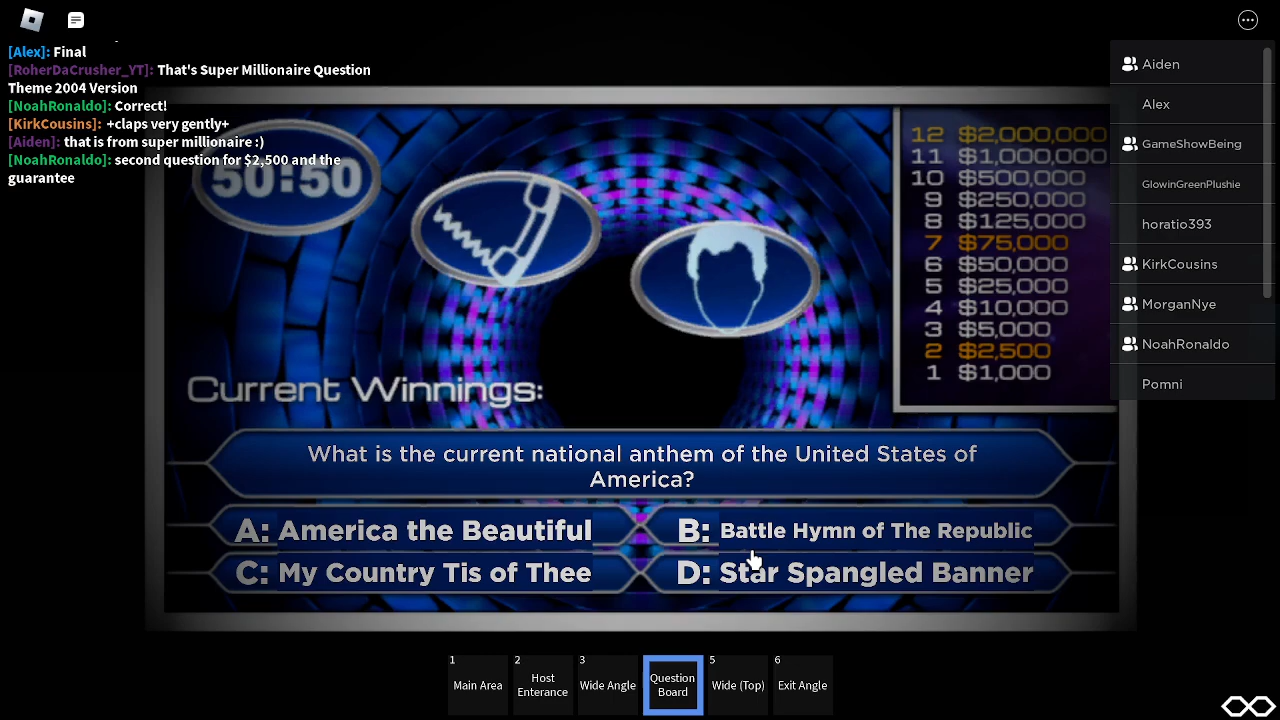 [Alex]: Final
[RoherDaCrusher_YT]: That's Super Millionaire Question
Theme 2004 Version
[NoahRonaldo]: Correct!
[KirkCousins]: +claps very gently+
[Aiden]: that is from super millionaire :)
[NoahRonaldo]: second question for $2,500 and the
guarantee
50:50
12 $2,000,000
11 $1,000,000
10 $500,000
9 $250,000
8 $125,000
7 $75,000
6 $50,000
5 $25,000
4 $10,000
3 $5,000
2 $2,500
1 $1,000
Aiden
Alex
GameShowBeing
GlowinGreenPlushie
horatio393
KirkCousins
MorganNye
NoahRonaldo
Pomni
Current Winnings:
What is the current national anthem of the United States of
America?
A: America the Beautiful
B: Battle Hymn of The Republic
C: My Country Tis of Thee
D: Star Spangled Banner
1 Main Area
2 Host
Enterance
3 Wide Angle
Question
Board
5 Wide (Top)
6 Exit Angle